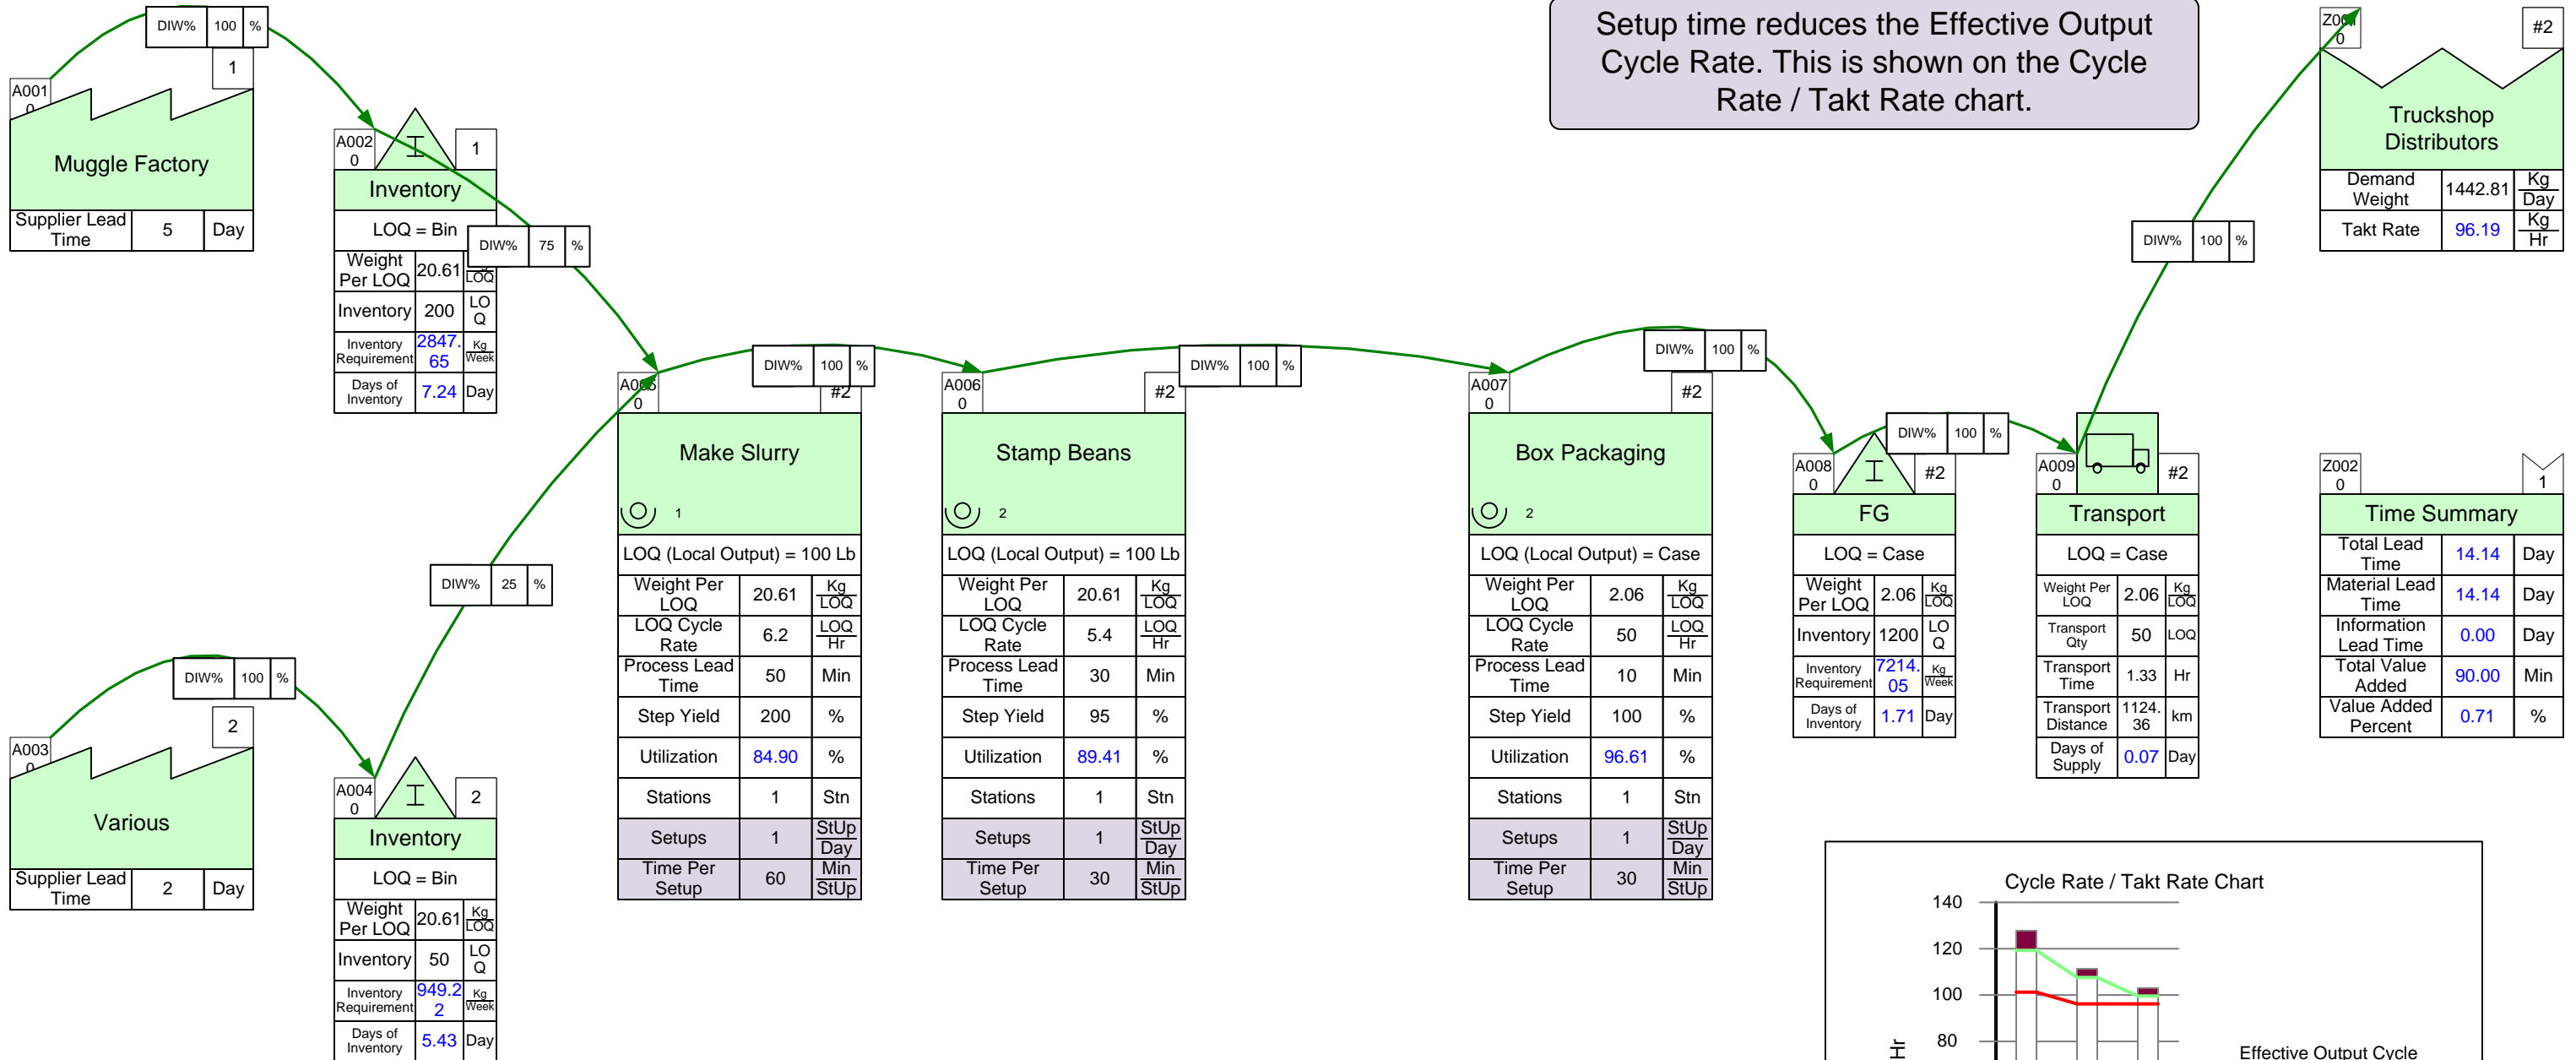 DIW% 100 %
1
A001
0
Muggle Factory
Supplier Lead
Time
5
Day
A002
0
I
1
Inventory
LOQ = Bin
Weight
Per LOQ
20.61
LOQ
Inventory
200
LO
Q
Inventory
Requirement
2847.
65
Kg
Week
Days of
Inventory
7.24
Day
DIW% 75 %
DIW% 25 %
DIW% 100 %
2
A003
0
Various
Supplier Lead
Time
2
Day
A004
0
I
2
Inventory
LOQ = Bin
Weight
Per LOQ
20.61
Kg
LOQ
Inventory
50
LO
Q
Inventory
Requirement
949.2
2
Kg
Week
Days of
Inventory
5.43
Day
A005
0
#2
DIW% 100 %
Make Slurry
1
LOQ (Local Output) = 100 Lb
Weight Per
LOQ
20.61
Kg
LOQ
LOQ Cycle
Rate
6.2
LOQ
Hr
Process Lead
Time
50
Min
Step Yield
200
%
Utilization
84.90
%
Stations
1
Stn
Setups
1
StUp
Day
Time Per
Setup
60
Min
StUp
A006
0
#2
DIW% 100 %
Stamp Beans
2
LOQ (Local Output) = 100 Lb
Weight Per
LOQ
20.61
Kg
LOQ
LOQ Cycle
Rate
5.4
LOQ
Hr
Process Lead
Time
30
Min
Step Yield
95
%
Utilization
89.41
%
Stations
1
Stn
Setups
1
StUp
Day
Time Per
Setup
30
Min
StUp
A007
0
#2
DIW% 100 %
Box Packaging
2
LOQ (Local Output) = Case
Weight Per
LOQ
2.06
Kg
LOQ
LOQ Cycle
Rate
50
LOQ
Hr
Process Lead
Time
10
Min
Step Yield
100
%
Utilization
96.61
%
Stations
1
Stn
Setups
1
StUp
Day
Time Per
Setup
30
Min
StUp
Setup time reduces the Effective Output
Cycle Rate. This is shown on the Cycle
Rate / Takt Rate chart.
A008
0
I
#2
DIW% 100 %
FG
LOQ = Case
Weight
Per LOQ
2.06
Kg
LOQ
Inventory
1200
LO
Q
Inventory
Requirement
7214.
05
Kg
Week
Days of
Inventory
1.71
Day
A009
0
#2
Transport
LOQ = Case
Weight Per
LOQ
2.06
Kg
LOQ
Transport
Qty
50
LOQ
Transport
Time
1.33
Hr
Transport
Distance
1124.
36
km
Days of
Supply
0.07
Day
DIW% 100 %
Z001
0
#2
Truckshop
Distributors
Demand
Weight
1442.81
Kg
Day
Takt Rate
96.19
Kg
Hr
Z002
0
1
Time Summary
Total Lead
Time
14.14
Day
Material Lead
Time
14.14
Day
Information
Lead Time
0.00
Day
Total Value
Added
90.00
Min
Value Added
Percent
0.71
%
Cycle Rate / Takt Rate Chart
140
120
100
80
Hr
Effective Output Cycle